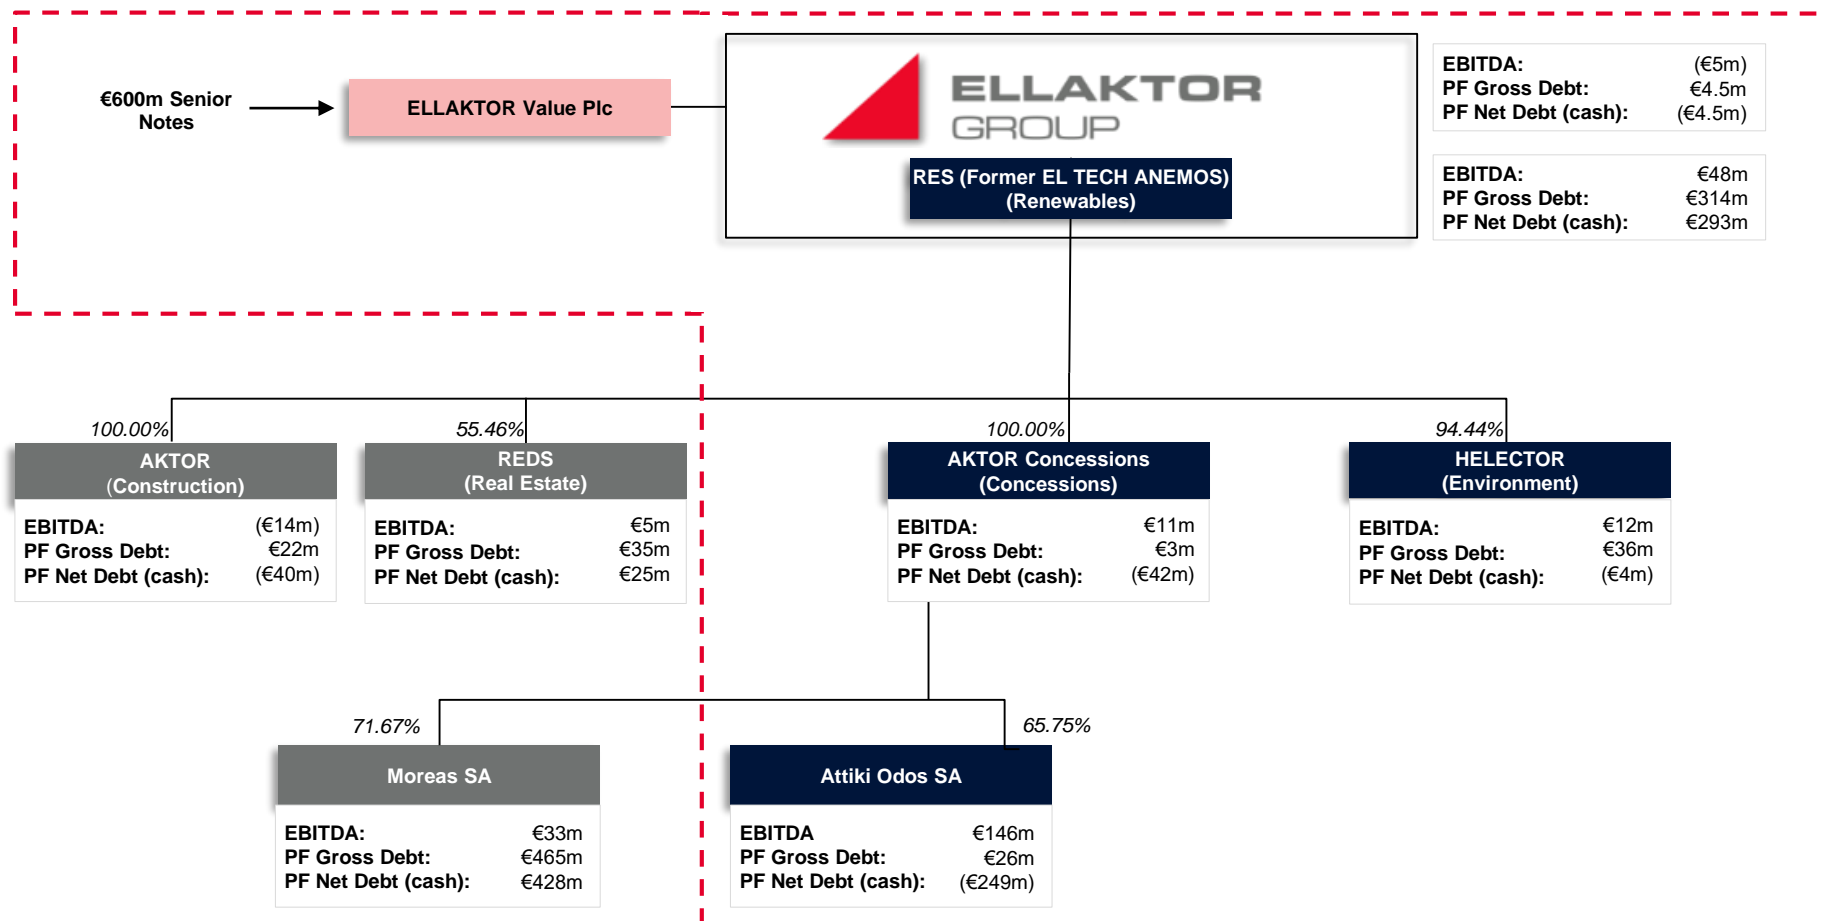 €600m Senior
Notes
ELLAKTOR Value Plc
ELLAKTOR
GROUP
RES (Former EL TECH ANEMOS)
(Renewables)
EBITDA: (€5m)
PF Gross Debt: €4.5m
PF Net Debt (cash): (€4.5m)
EBITDA: €48m
PF Gross Debt: €314m
PF Net Debt (cash): €293m
100.00%
AKTOR
(Construction)
EBITDA: (€14m)
PF Gross Debt: €22m
PF Net Debt (cash): (€40m)
55.46%
REDS
(Real Estate)
EBITDA: €5m
PF Gross Debt: €35m
PF Net Debt (cash): €25m
100.00%
AKTOR Concessions
(Concessions)
EBITDA: €11m
PF Gross Debt: €3m
PF Net Debt (cash): (€42m)
94.44%
HELECTOR
(Environment)
EBITDA: €12m
PF Gross Debt: €36m
PF Net Debt (cash): (€4m)
71.67%
Moreas SA
EBITDA: €33m
PF Gross Debt: €465m
PF Net Debt (cash): €428m
65.75%
Attiki Odos SA
EBITDA €146m
PF Gross Debt: €26m
PF Net Debt (cash): (€249m)